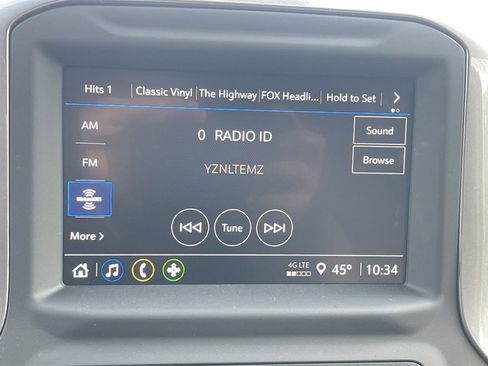 Hits 1 Classic Vinyl The Highway FOX Headli... Hold to Set
AM
0 RADIO ID
Sound
FM
YZNLTEMZ
Browse
SiriusXM
Tune
More
4G LTE
45° 10:34